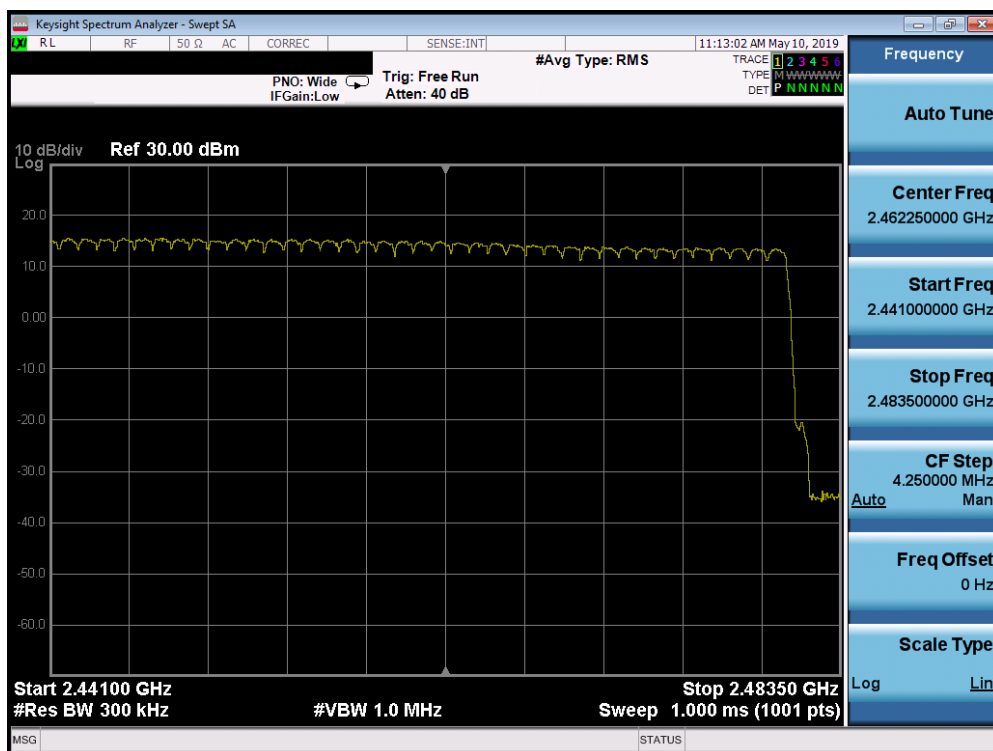 Keysight Spectrum Analyzer - Swept SA
LXI RL RF 50 Ω AC CORREC SENSE:INT 11:13:02 AM May 10, 2019
#Avg Type: RMS
TRACE 1 2 3 4 5 6
TYPE M W W W W W
DET P N N N N N
PNO: Wide
IFGain:Low
Trig: Free Run
Atten: 40 dB
10 dB/div
Log
Ref 30.00 dBm
20.0
10.0
0.00
-10.0
-20.0
-30.0
-40.0
-50.0
-60.0
Start 2.44100 GHz
Stop 2.48350 GHz
#Res BW 300 kHz
#VBW 1.0 MHz
Sweep 1.000 ms (1001 pts)
MSG
STATUS
Frequency
Auto Tune
Center Freq
2.462250000 GHz
Start Freq
2.441000000 GHz
Stop Freq
2.483500000 GHz
CF Step
4.250000 MHz
Auto Man
Freq Offset
0 Hz
Scale Type
Log Lin